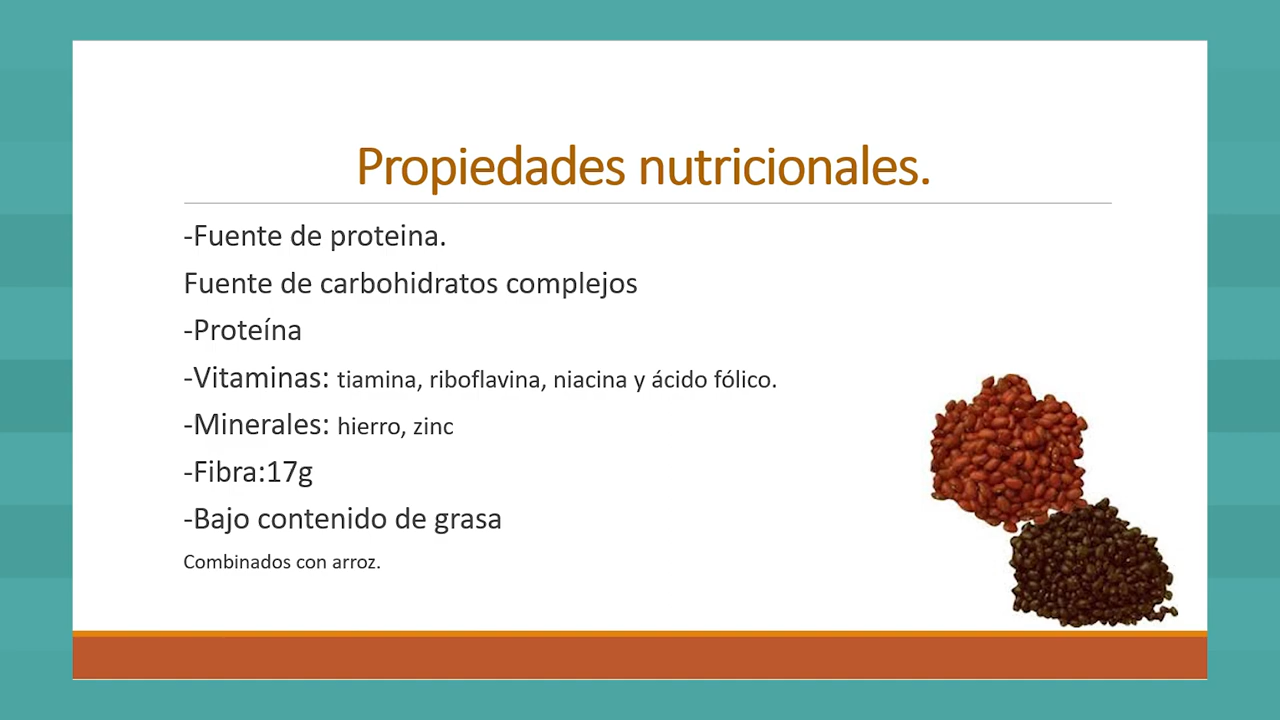 Propiedades nutricionales.
-Fuente de proteina.
Fuente de carbohidratos complejos
-Proteína
-Vitaminas: tiamina, riboflavina, niacina y ácido fólico.
-Minerales: hierro, zinc
-Fibra:17g
-Bajo contenido de grasa
Combinados con arroz.